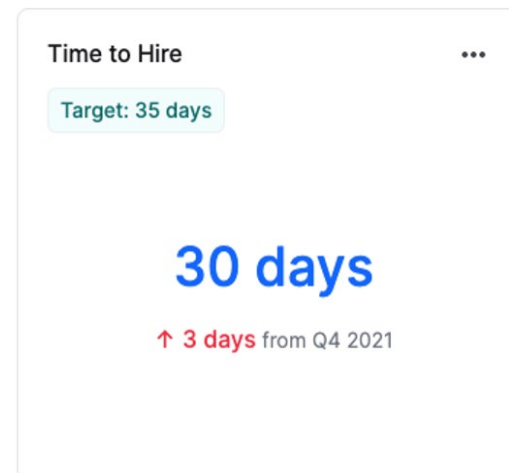 Time to Hire
Target: 35 days
30 days
↑ 3 days from Q4 2021